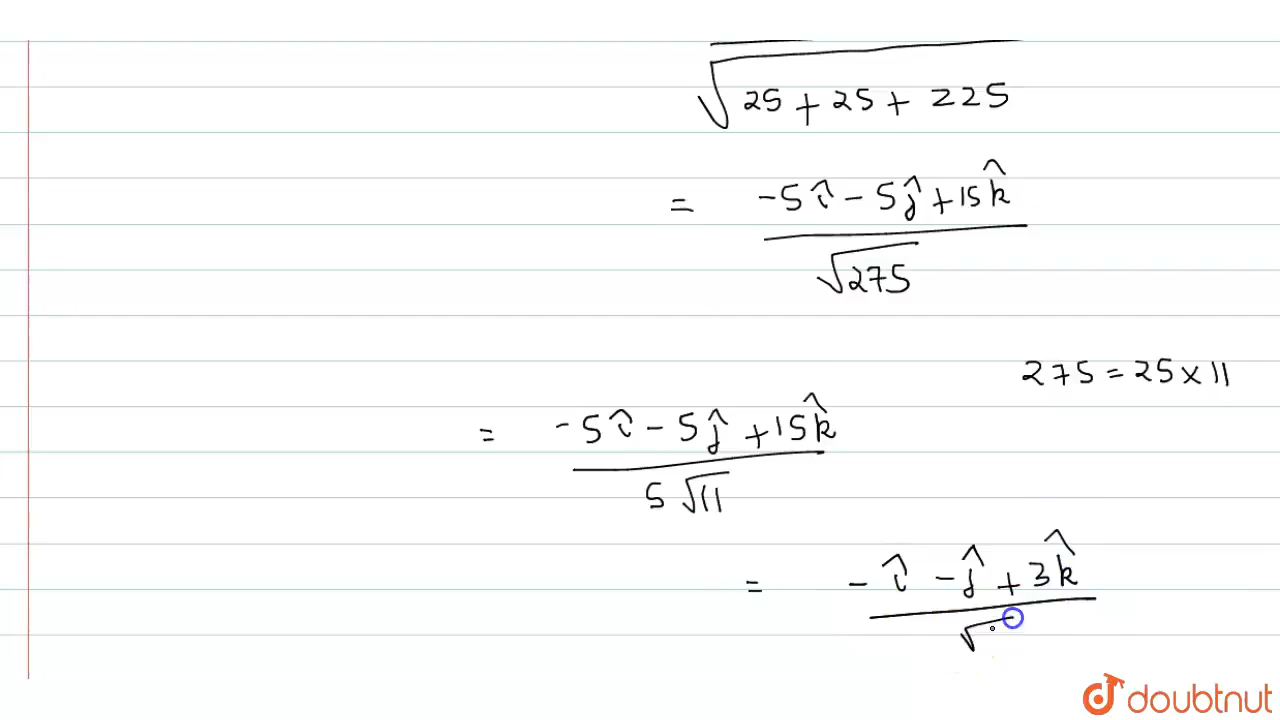 √25 + 25 + 225
= -5î - 5ĵ + 15k̂
√275
275 = 25 × 11
= -5î - 5ĵ + 15k̂
5√11
= -î - ĵ + 3k̂
√
doubtnut